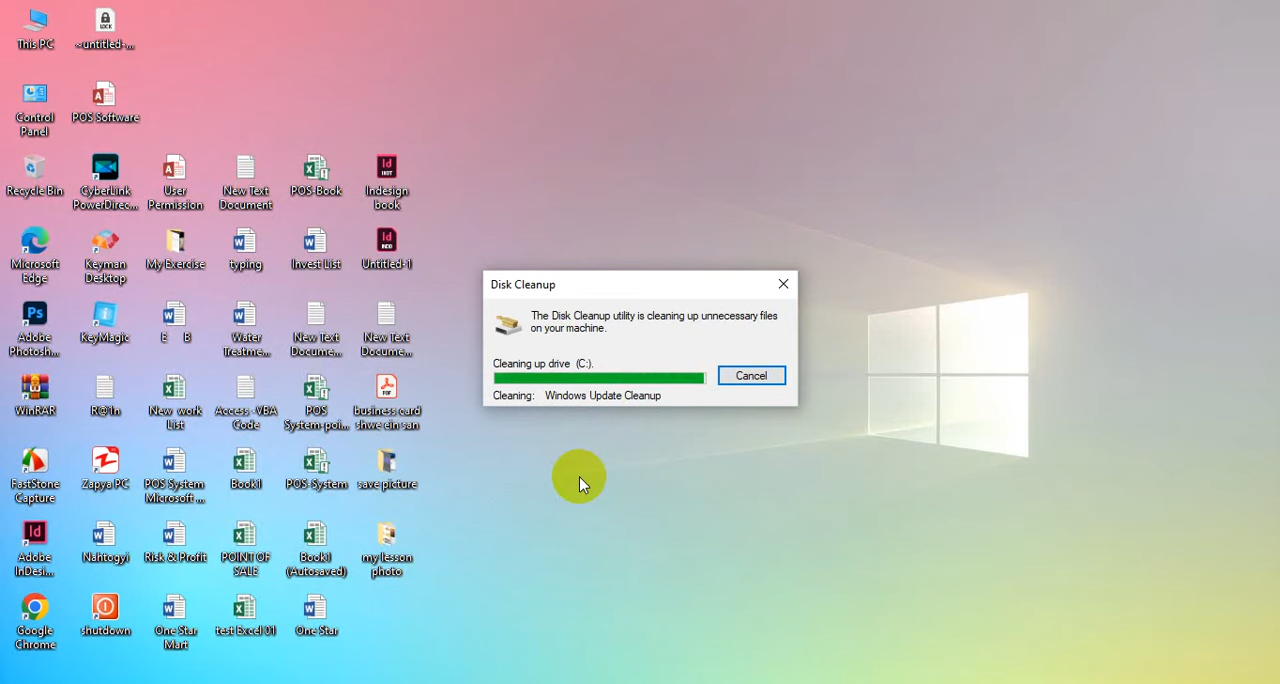 This PC
~untitled-...
Control
Panel
POS Software
Recycle Bin
CyberLink
PowerDirec...
User
Permission
New Text
Document
POS-Book
Indesign
book
Microsoft
Edge
Keyman
Desktop
My Exercise
typing
Invest List
Untitled-1
Adobe
Photosh...
KeyMagic
E B
Water
Treatme...
New Text
Docume...
New Text
Docume...
WinRAR
R@1n
New work
List
Access -VBA
Code
POS
System-poi...
business card
shwe ein san
FastStone
Capture
Zapya PC
POS System
Microsoft ...
Book1
POS-System
save picture
Adobe
InDesi...
Nahtogyi
Risk & Profit
POINT OF
SALE
Book1
(Autosaved)
my lesson
photo
Google
Chrome
shutdown
One Star
Mart
test Excel 01
One Star
Disk Cleanup
The Disk Cleanup utility is cleaning up unnecessary files
on your machine.
Cleaning up drive (C:).
Cancel
Cleaning: Windows Update Cleanup